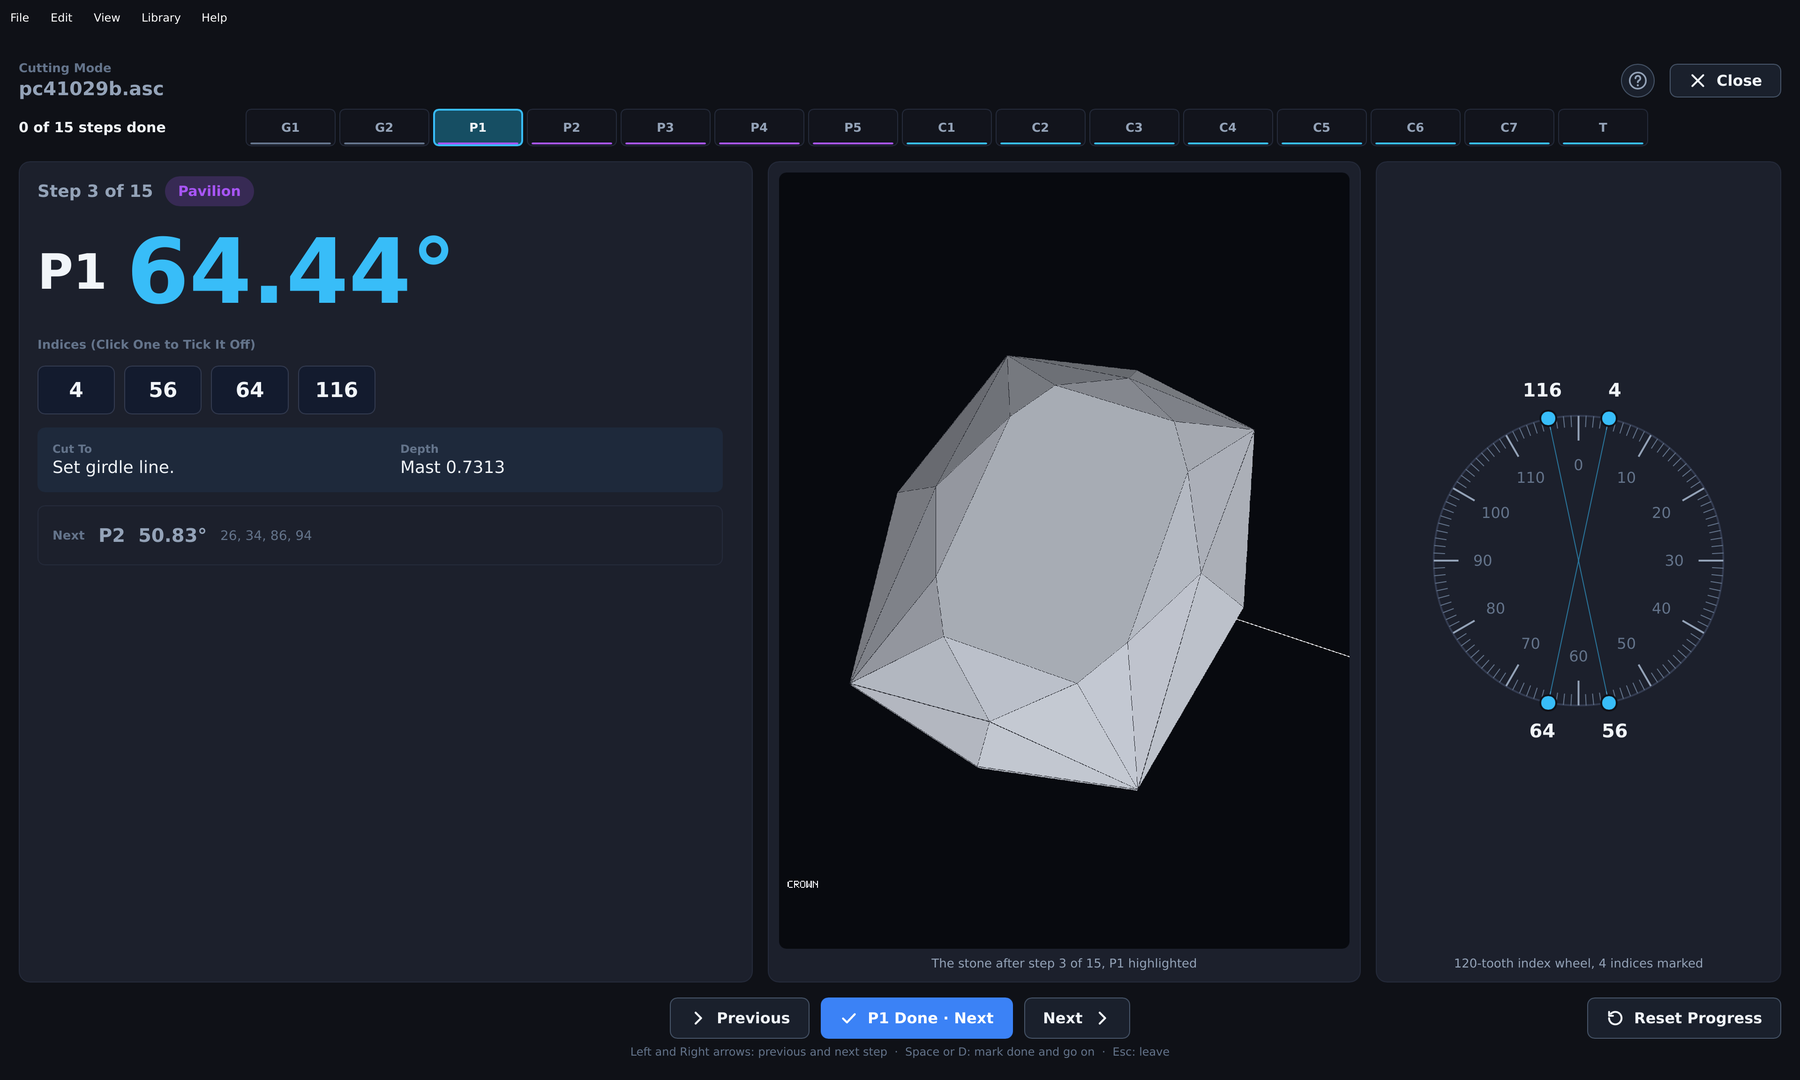 File Edit View Library Help
Cutting Mode
pc41029b.asc
Close
0 of 15 steps done
G1 G2 P1 P2 P3 P4 P5 C1 C2 C3 C4 C5 C6 C7 T
Step 3 of 15 Pavilion
P1 64.44°
Indices (Click One to Tick It Off)
4 56 64 116
Cut To Depth
Set girdle line. Mast 0.7313
Next P2 50.83° 26, 34, 86, 94
CROWN
The stone after step 3 of 15, P1 highlighted
116 4
0
110 10
100 20
90 30
80 40
70 50
60
64 56
120-tooth index wheel, 4 indices marked
Previous P1 Done · Next Next Reset Progress
Left and Right arrows: previous and next step · Space or D: mark done and go on · Esc: leave